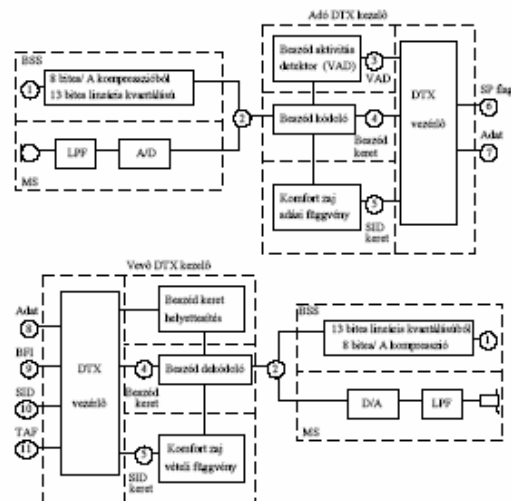 Adó DTX kezelő
BSS
1
8 bites/ A kompresszióból
13 bites lineáris kvantálású
2
LPF
A/D
MS
Beszéd aktivitás
detektor (VAD)
3
VAD
Beszéd kódoló
4
Beszéd
keret
Komfort zaj
adási függvény
5
SID
keret
DTX
vezérlő
SP flag
6
Adat
7
Vevő DTX kezelő
Adat
8
BFI
9
SID
10
TAF
11
DTX
vezérlő
Beszéd keret
helyettesítés
4
Beszéd dekódoló
Beszéd
keret
5
Komfort zaj
vételi függvény
SID
keret
2
BSS
13 bites lineáris kvantálásúból
8 bites/ A kompresszió
1
D/A
LPF
MS